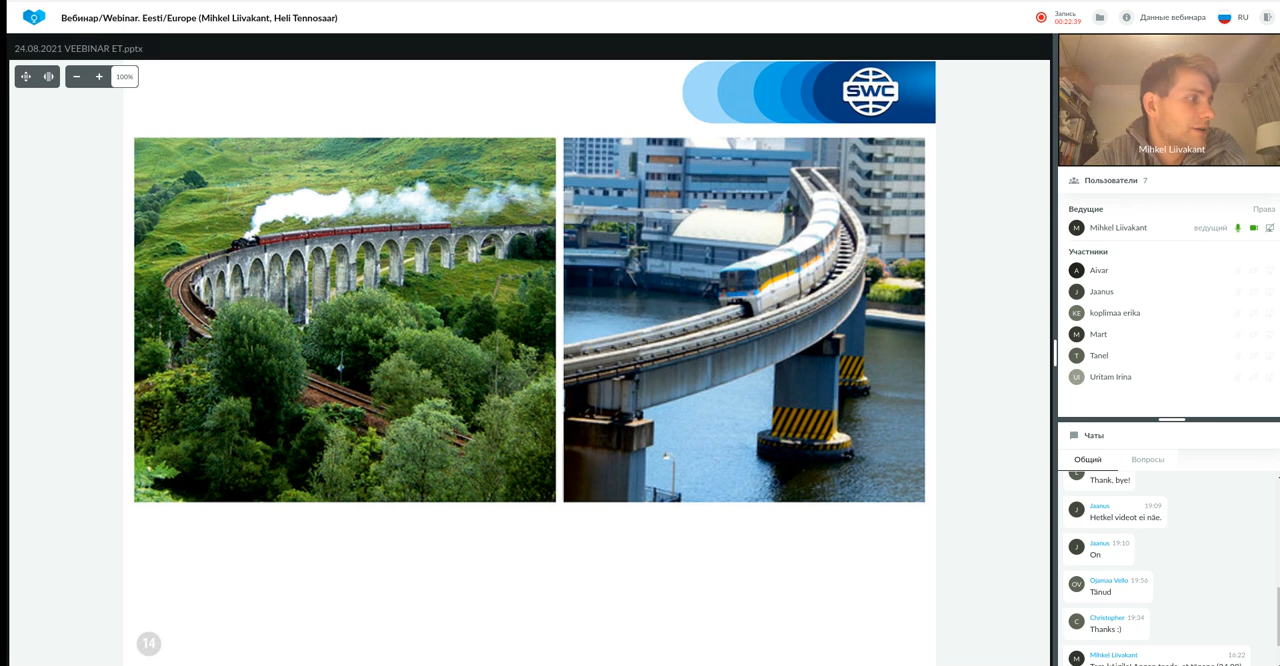 Вебинар/Webinar. Eesti/Europe (Mihkel Liivakant, Heli Tennosaar)
Запись
00:22:39
Данные вебинара
RU
24.08.2021 VEEBINAR ET.pptx
100%
SWC
14
Mihkel Liivakant
Пользователи 7
Ведущие
Права
M Mihkel Liivakant ведущий
Участники
A Aivar
J Jaanus
KE koplimaa erika
M Mart
T Tanel
UI Uritam Irina
Чаты
Общий Вопросы
Thank, bye!
Jaanus 19:09
J Hetkel videot ei näe.
Jaanus 19:10
J On
Ojamaa Vello 19:56
OV Tänud
Christopher 19:34
C Thanks :)
Mihkel Liivakant 16:22
M